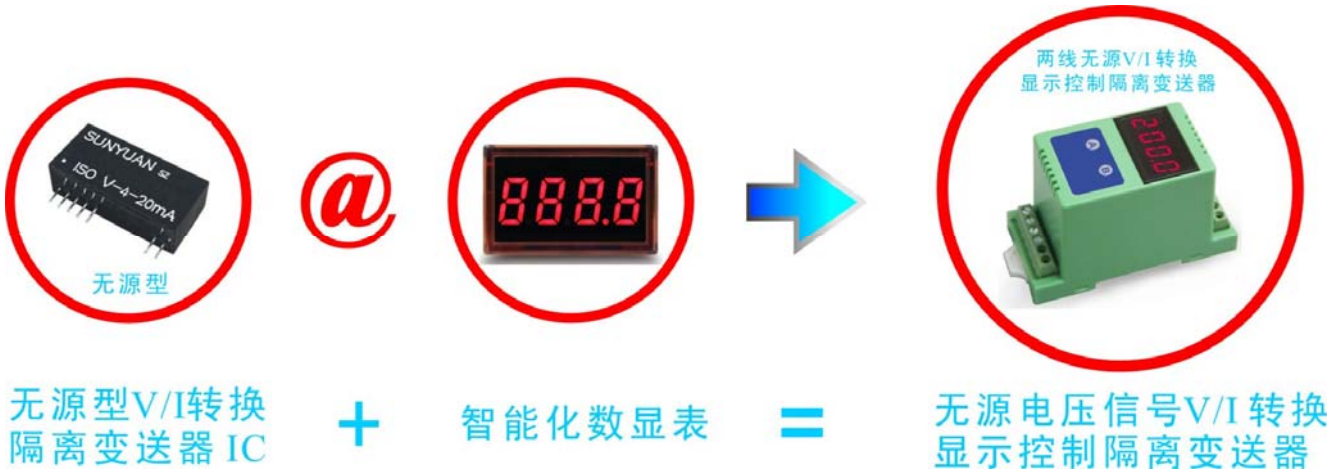 两线无源V/I转换
显示控制隔离变送器
SUNYUAN
ISO V-4-20mA
无源型
@
888.8
2000
A
B
无源型V/I转换
隔离变送器 IC
+
智能化数显表
=
无源电压信号V/I转换
显示控制隔离变送器